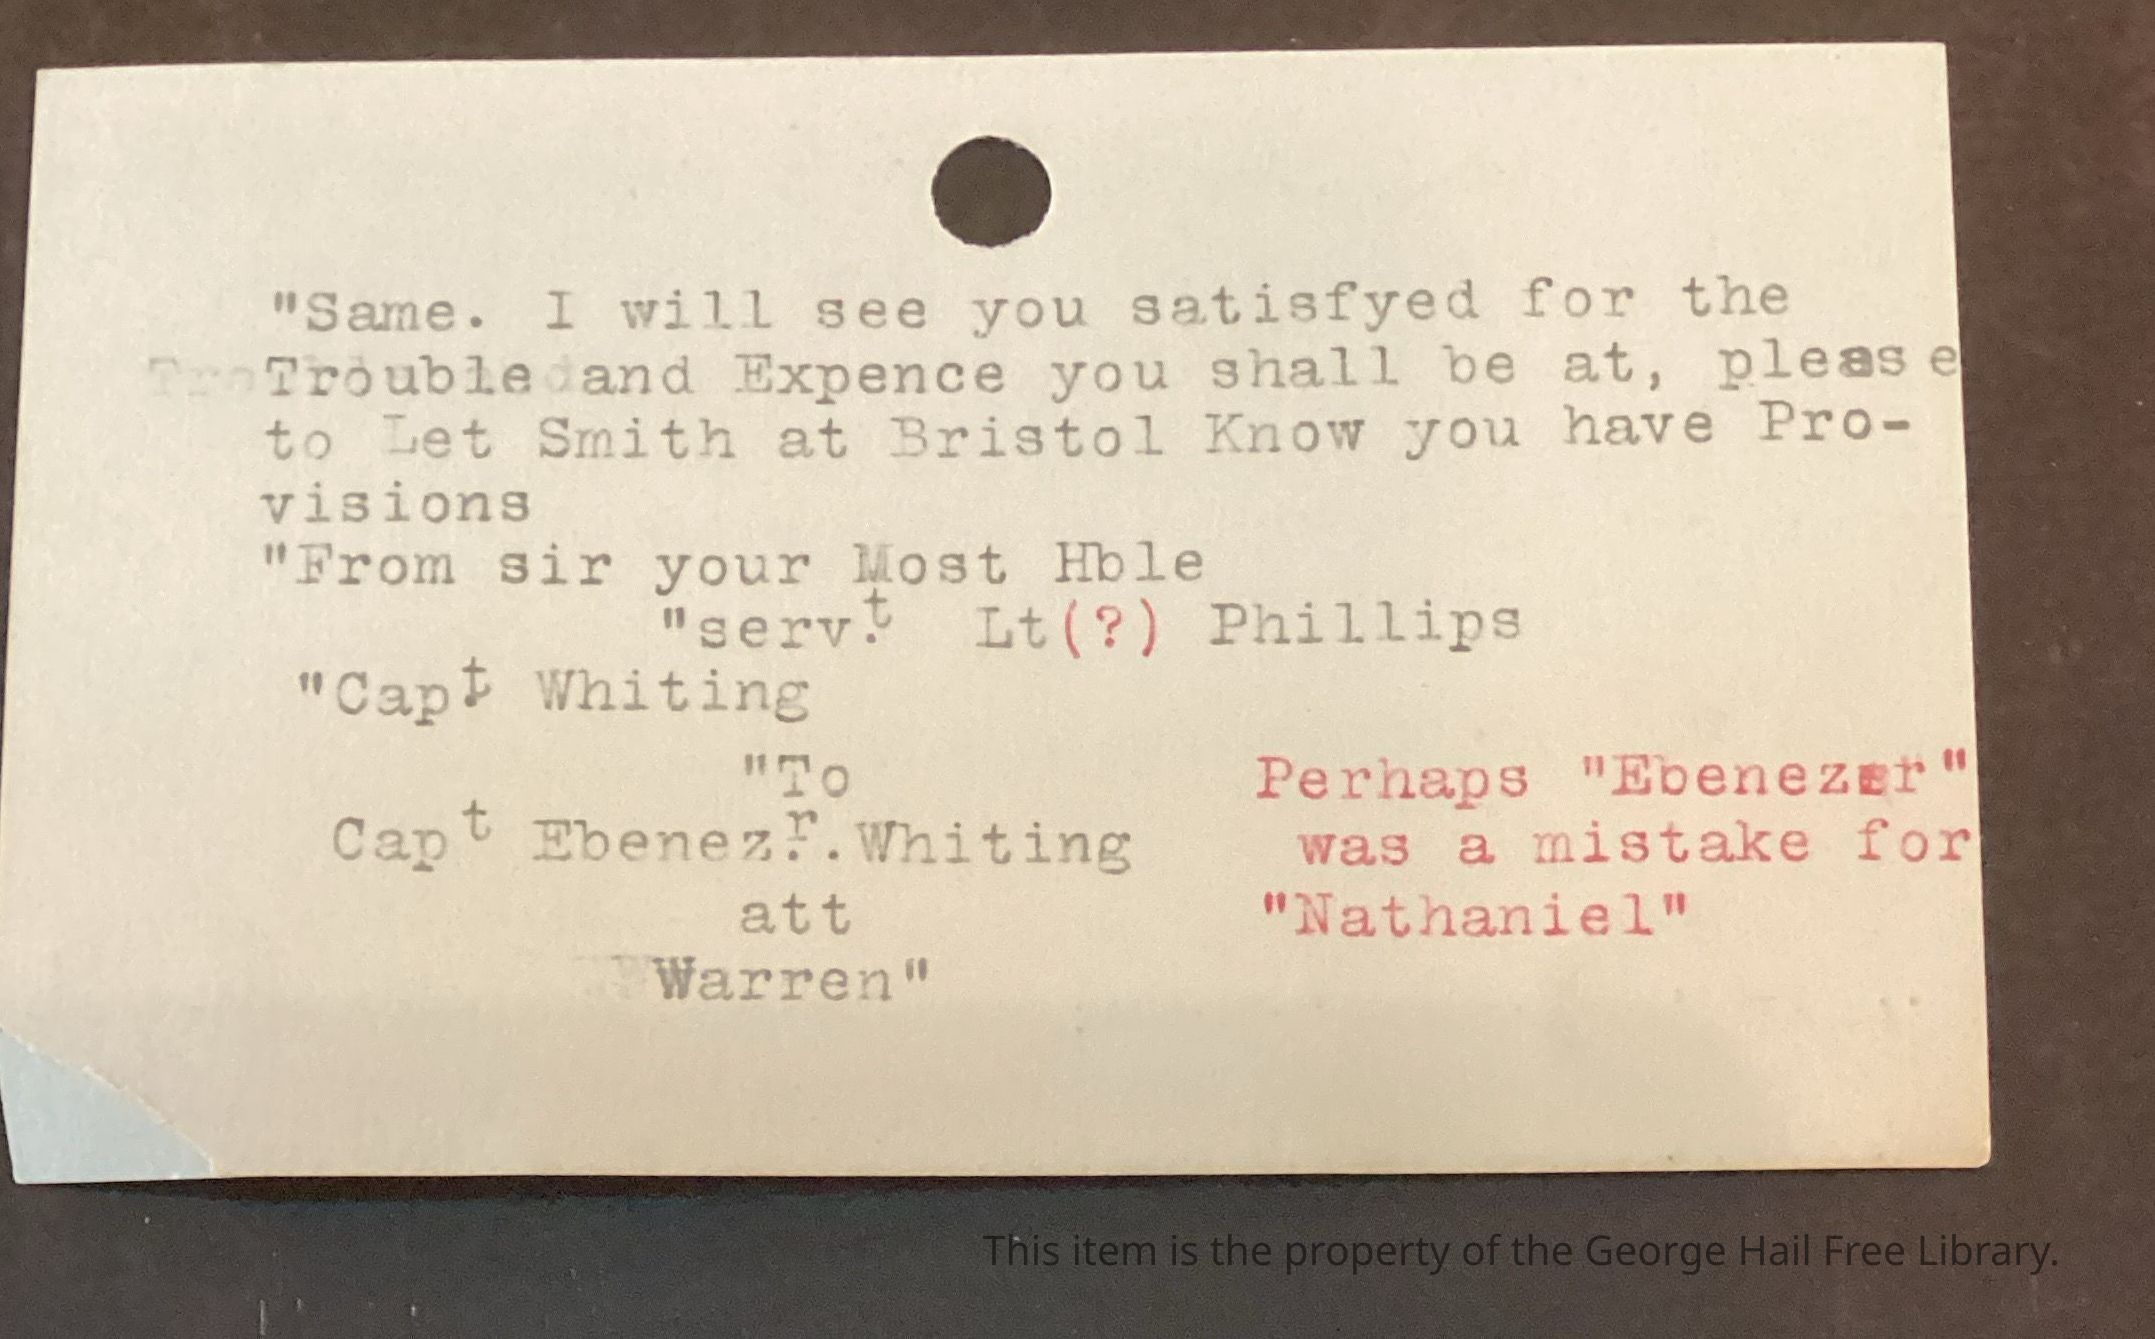 "Same. I will see you satisfyed for the
Trouble and Expence you shall be at, please
to Let Smith at Bristol Know you have Pro-
visions
"From sir your Most Hble
"serv.t Lt(?) Phillips
"Capt Whiting
"To
Capt Ebenez.r.Whiting
att
Warren"
Perhaps "Ebenezer"
was a mistake for
"Nathaniel"
This item is the property of the George Hail Free Library.